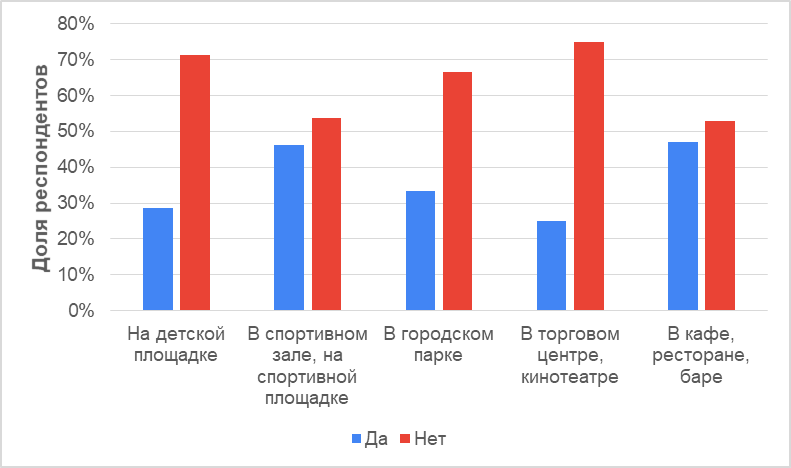 Доля респондентов
80%
70%
60%
50%
40%
30%
20%
10%
0%
На детской
площадке
В спортивном
зале, на
спортивной
площадке
В городском
парке
В торговом
центре,
кинотеатре
В кафе,
ресторане,
баре
Да
Нет